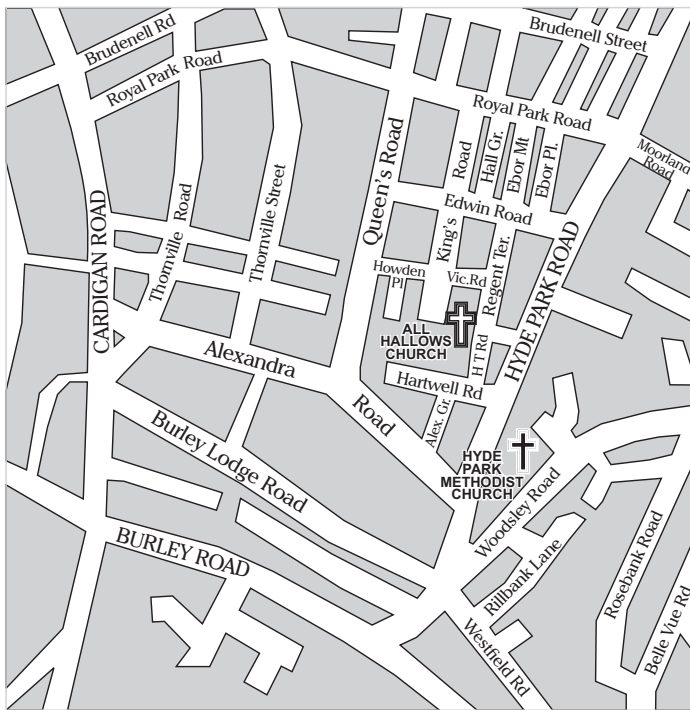 Brudenell Rd
Brudenell Street
Royal Park Road
Royal Park Road
Moorland
Road
Queen's Road
King's
Road
Hall Gr.
Ebor Mt
Ebor Pl.
Edwin Road
CARDIGAN ROAD
Thornville Road
Thornville Street
Howden
Pl
Vic.Rd
Regent Ter.
HYDE PARK ROAD
ALL
HALLOWS
CHURCH
H T Rd
Alexandra
Road
Hartwell Rd
Alex. Gr.
Burley Lodge Road
HYDE
PARK
METHODIST
CHURCH
Woodsley Road
BURLEY ROAD
Rillbank Lane
Rosebank Road
Westfield Rd
Belle Vue Rd